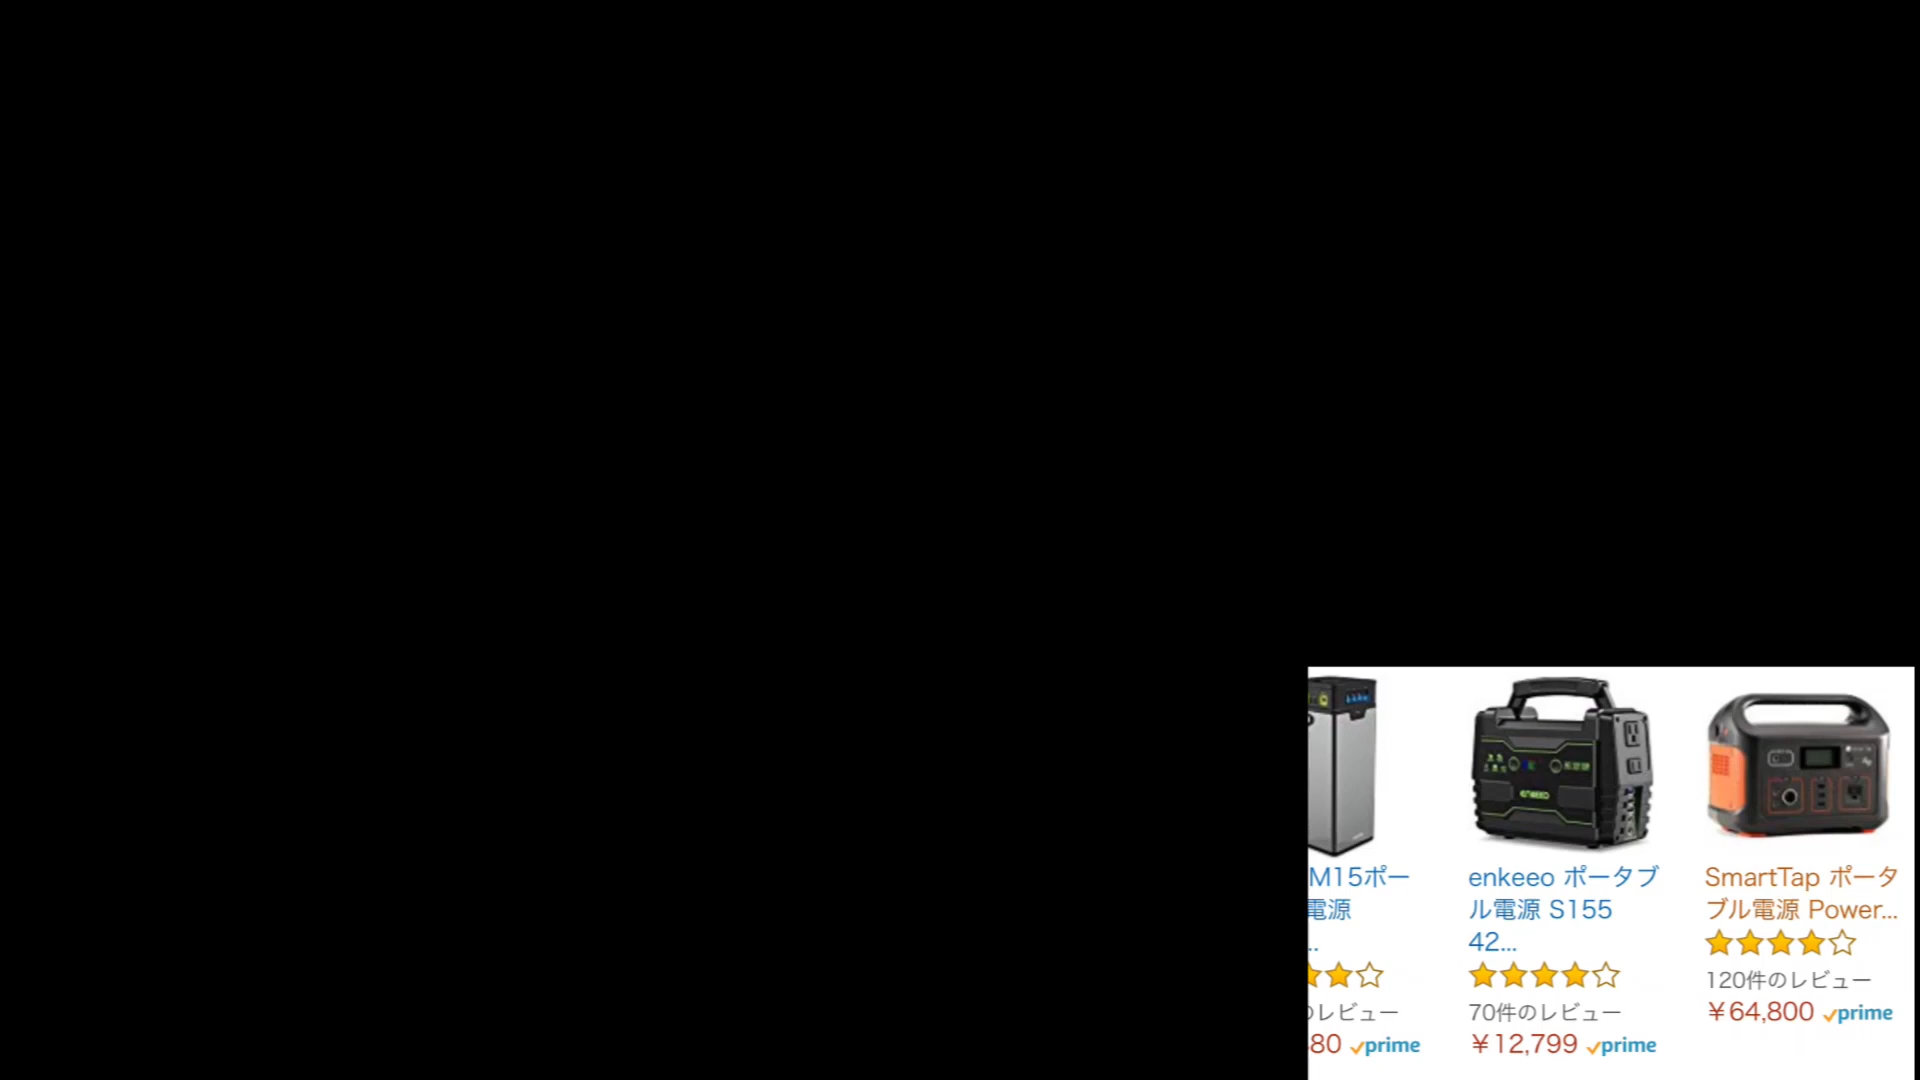 M15ポー
電源
..
レビュー
80 prime
enkeeo ポータブ
ル電源 S155
42...
70件のレビュー
￥12,799 prime
SmartTap ポータ
ブル電源 Power...
120件のレビュー
￥64,800 prime